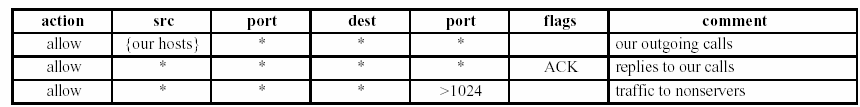 action src port dest port flags comment
allow {our hosts} * * * our outgoing calls
allow * * * * ACK replies to our calls
allow * * * >1024 traffic to nonservers